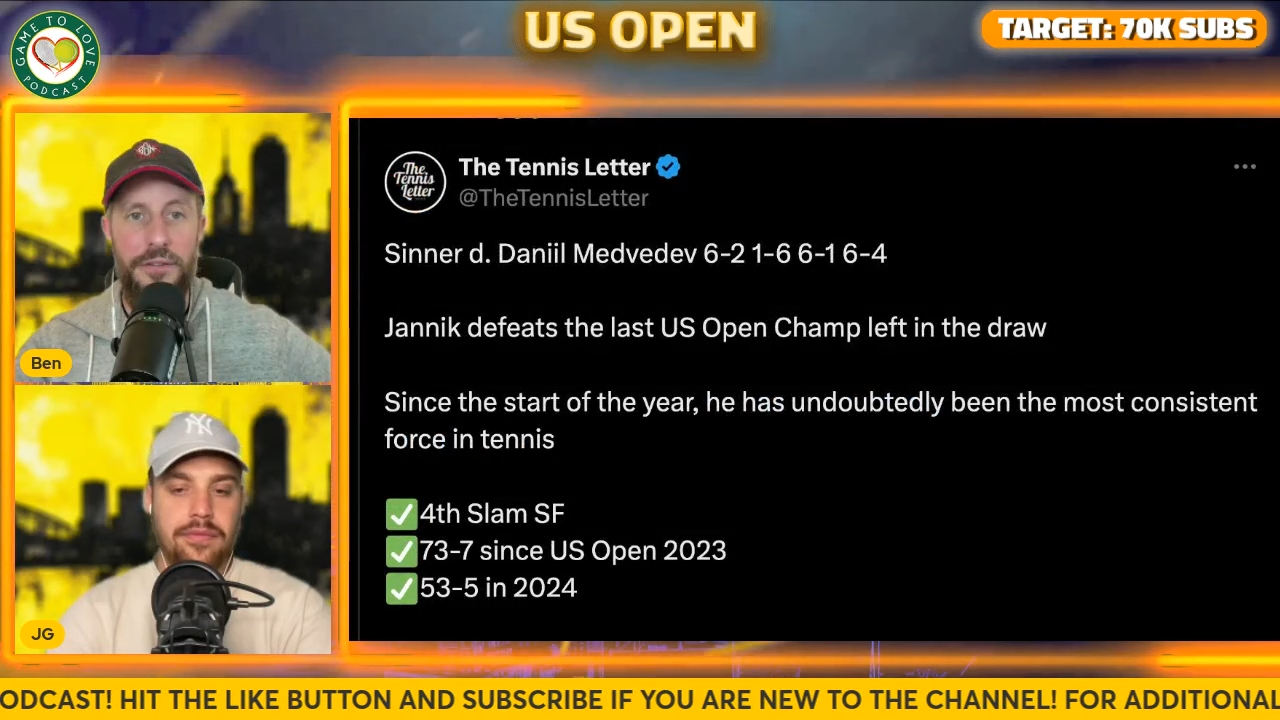 US OPEN
TARGET: 70K SUBS
GAME TO LOVE
PODCAST
The Tennis Letter
@TheTennisLetter
The
Tennis
Letter
Sinner d. Daniil Medvedev 6-2 1-6 6-1 6-4
Jannik defeats the last US Open Champ left in the draw
Since the start of the year, he has undoubtedly been the most consistent
force in tennis
✅4th Slam SF
✅73-7 since US Open 2023
✅53-5 in 2024
Ben
NY
JG
ODCAST! HIT THE LIKE BUTTON AND SUBSCRIBE IF YOU ARE NEW TO THE CHANNEL! FOR ADDITIONAL